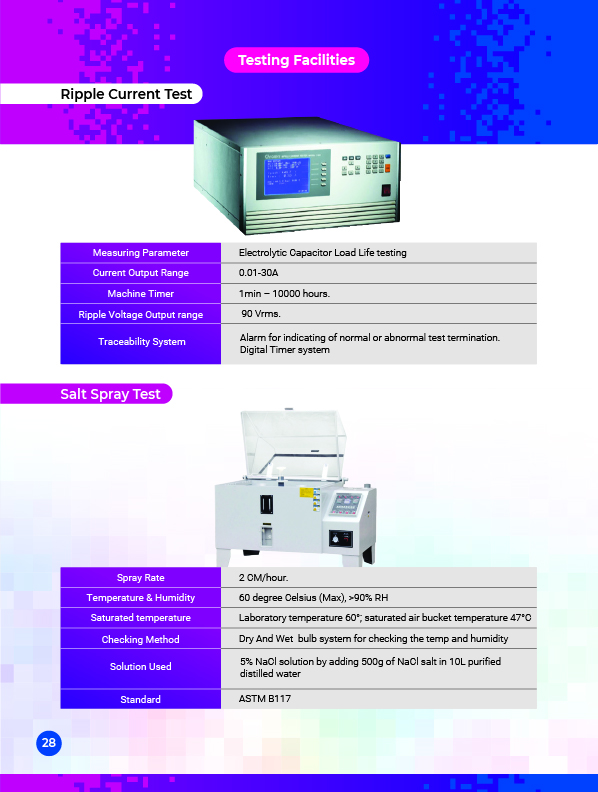 Testing Facilities
Ripple Current Test
Measuring Parameter Electrolytic Capacitor Load Life testing
Current Output Range 0.01-30A
Machine Timer 1min – 10000 hours.
Ripple Voltage Output range 90 Vrms.
Traceability System Alarm for indicating of normal or abnormal test termination.
Digital Timer system
Salt Spray Test
Spray Rate 2 CM/hour.
Temperature & Humidity 60 degree Celsius (Max), >90% RH
Saturated temperature Laboratory temperature 60°; saturated air bucket temperature 47°C
Checking Method Dry And Wet bulb system for checking the temp and humidity
Solution Used 5% NaCl solution by adding 500g of NaCl salt in 10L purified
distilled water
Standard ASTM B117
28